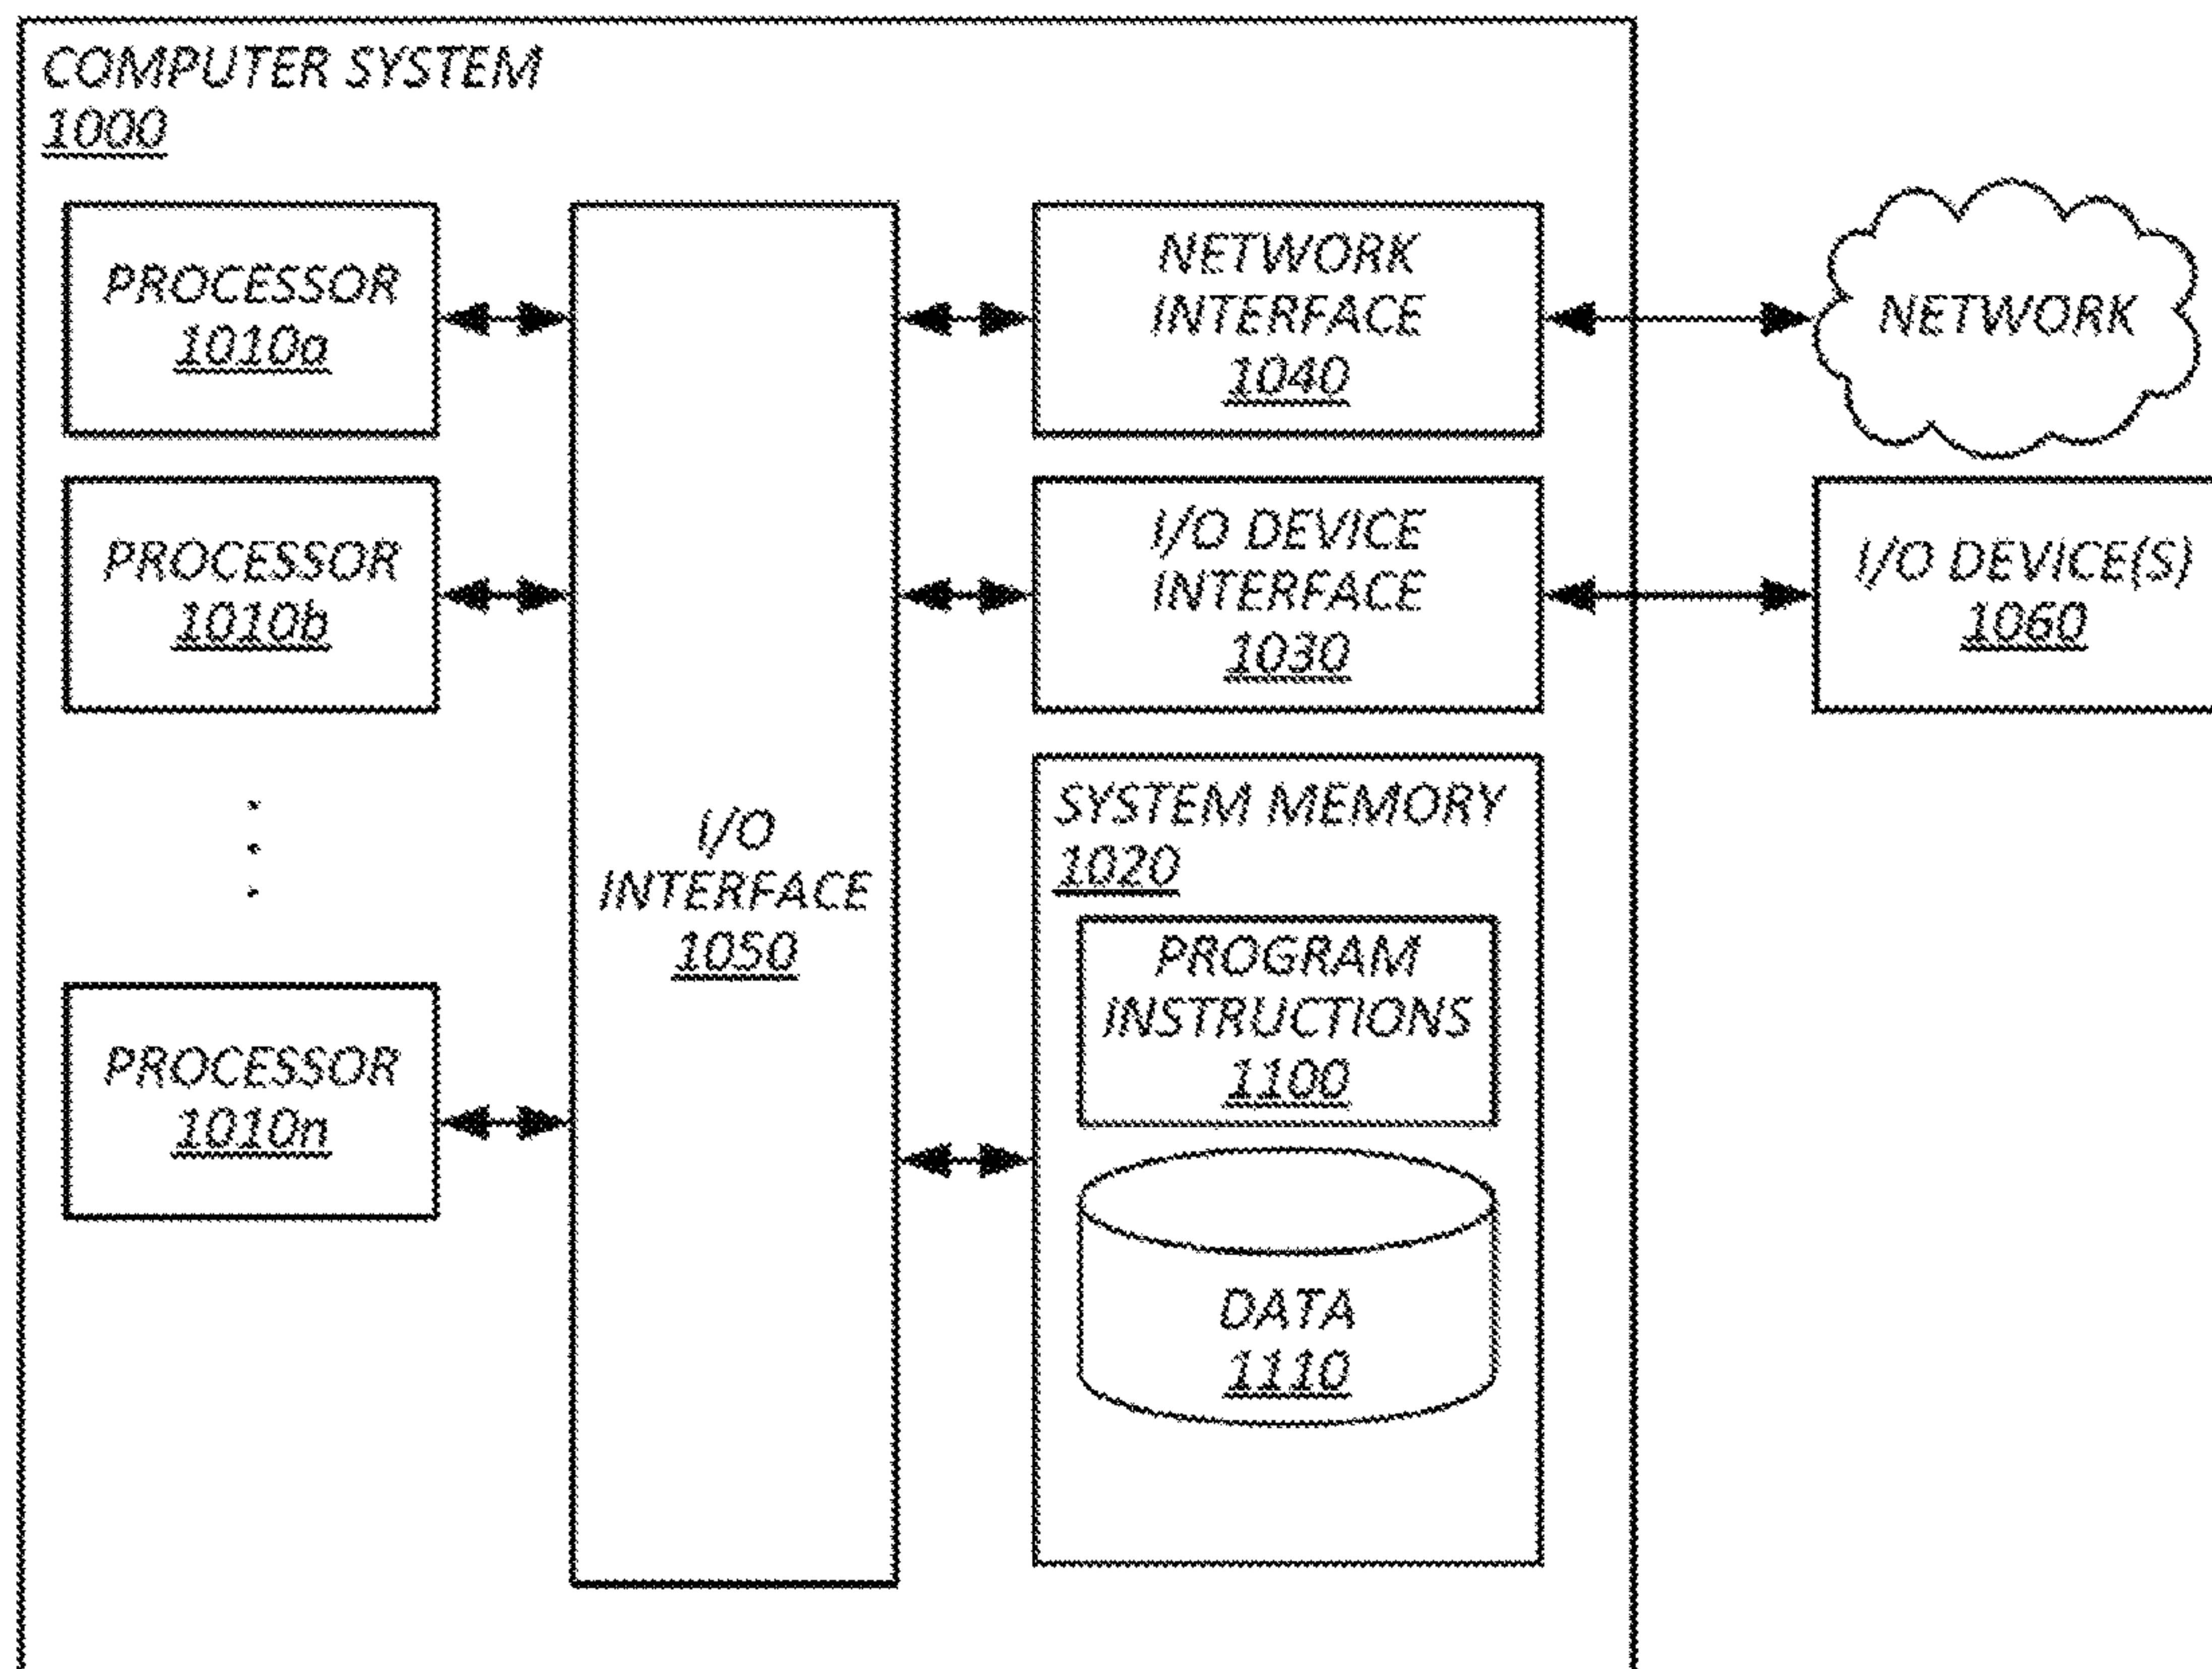 COMPUTER SYSTEM
1000
PROCESSOR
1010a
PROCESSOR
1010b
PROCESSOR
1010n
I/O
INTERFACE
1050
NETWORK
INTERFACE
1040
I/O DEVICE
INTERFACE
1030
SYSTEM MEMORY
1020
PROGRAM
INSTRUCTIONS
1100
DATA
1110
NETWORK
I/O DEVICE(S)
1060